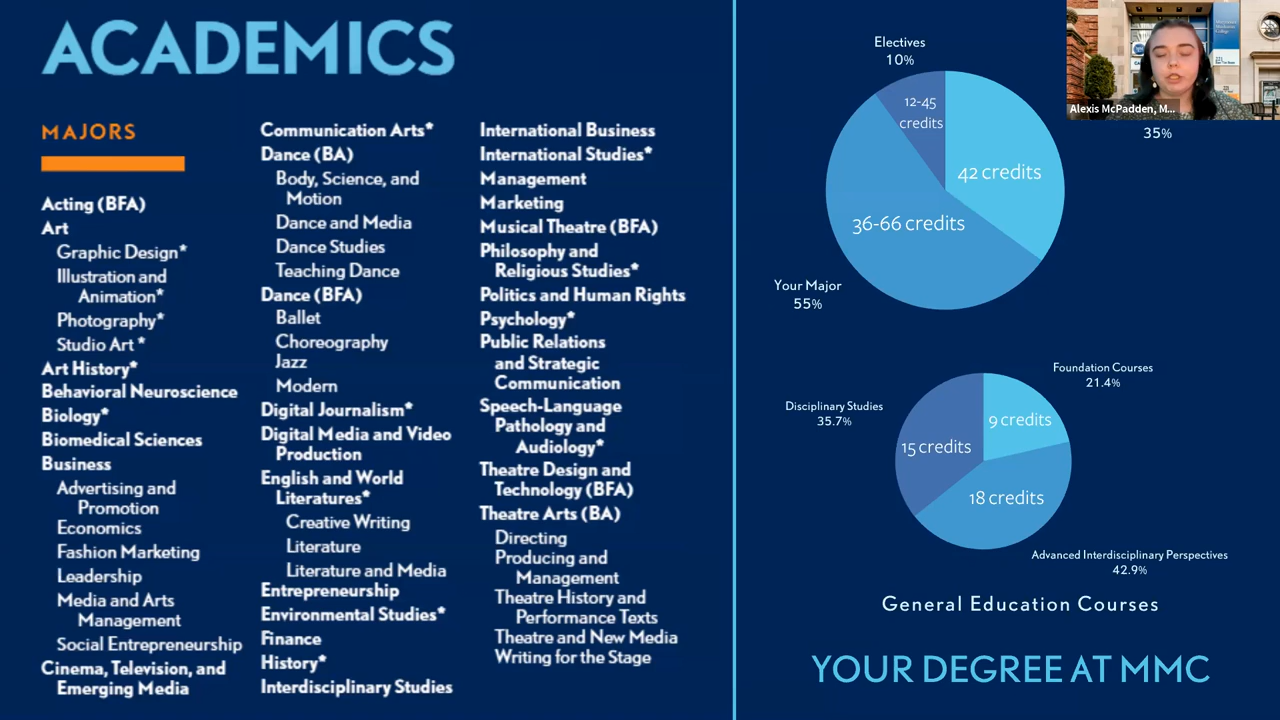 ACADEMICS
MAJORS
Acting (BFA)
Art
Graphic Design*
Illustration and
Animation*
Photography*
Studio Art *
Art History*
Behavioral Neuroscience
Biology*
Biomedical Sciences
Business
Advertising and
Promotion
Economics
Fashion Marketing
Leadership
Media and Arts
Management
Social Entrepreneurship
Cinema, Television, and
Emerging Media
Communication Arts*
Dance (BA)
Body, Science, and
Motion
Dance and Media
Dance Studies
Teaching Dance
Dance (BFA)
Ballet
Choreography
Jazz
Modern
Digital Journalism*
Digital Media and Video
Production
English and World
Literatures*
Creative Writing
Literature
Literature and Media
Entrepreneurship
Environmental Studies*
Finance
History*
Interdisciplinary Studies
International Business
International Studies*
Management
Marketing
Musical Theatre (BFA)
Philosophy and
Religious Studies*
Politics and Human Rights
Psychology*
Public Relations
and Strategic
Communication
Speech-Language
Pathology and
Audiology*
Theatre Design and
Technology (BFA)
Theatre Arts (BA)
Directing
Producing and
Management
Theatre History and
Performance Texts
Theatre and New Media
Writing for the Stage
Electives
10%
12-45
credits
42 credits
36-66 credits
35%
Your Major
55%
Foundation Courses
21.4%
Disciplinary Studies
35.7%
9 credits
15 credits
18 credits
Advanced Interdisciplinary Perspectives
42.9%
General Education Courses
YOUR DEGREE AT MMC
Alexis McPadden, M...